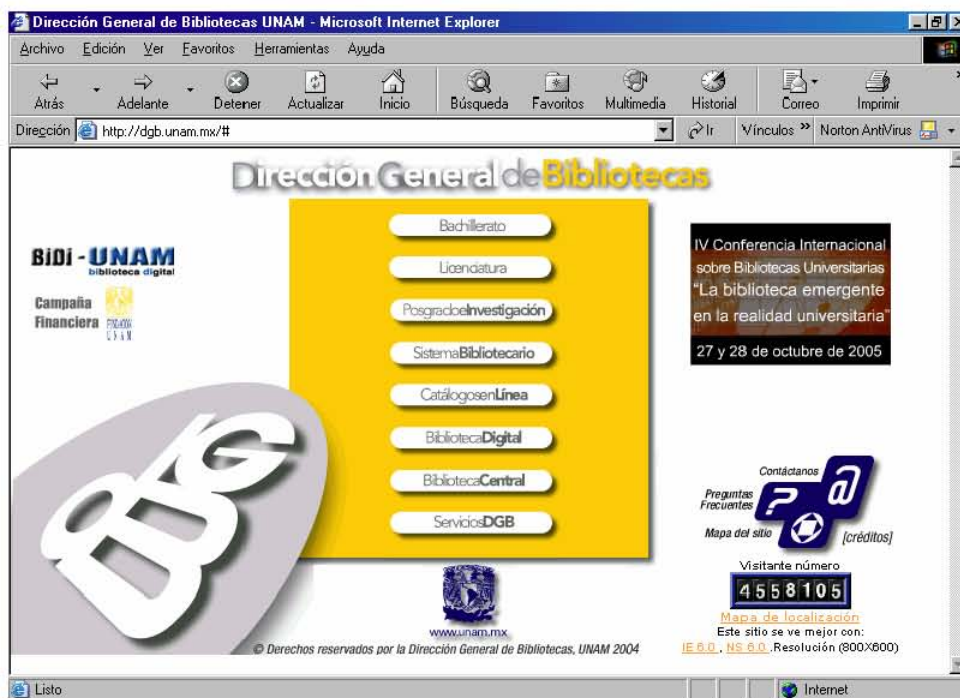 Dirección General de Bibliotecas UNAM - Microsoft Internet Explorer
Archivo Edición Ver Favoritos Herramientas Ayuda
Atrás Adelante Detener Actualizar Inicio Búsqueda Favoritos Multimedia Historial Correo Imprimir
Dirección http://dgb.unam.mx/# Ir Vínculos » Norton AntiVirus
Dirección General de Bibliotecas
BiDi - UNAM
biblioteca digital
Campaña
Financiera
FUNDACIÓN
UNAM
Bachillerato
Licenciatura
PosgradoeInvestigación
SistemaBibliotecario
CatálogosenLínea
BibliotecaDigital
BibliotecaCentral
ServiciosDGB
IV Conferencia Internacional
sobre Bibliotecas Universitarias
"La biblioteca emergente
en la realidad universitaria"
27 y 28 de octubre de 2005
Contáctanos
Preguntas
Frecuentes
Mapa del sitio
[créditos]
Visitante número
4558105
Mapa de localización
Este sitio se ve mejor con:
IE 6.0 , NS 6.0 .Resolución (800X600)
www.unam.mx
© Derechos reservados por la Dirección General de Bibliotecas, UNAM 2004
Listo Internet